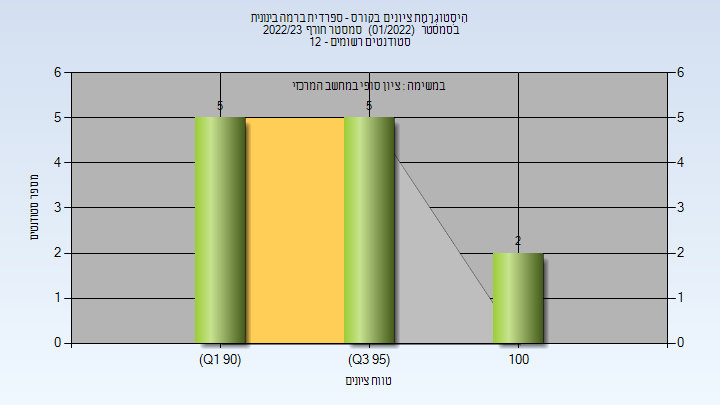 היסטוגרמת ציונים בקורס - ספרדית ברמה בינונית
בסמסטר (01/2022) סמסטר חורף 2022/23
סטודנטים רשומים - 12
במשימה : ציון סופי במחשב המרכזי
6
5
4
3
2
1
0
6
5
4
3
2
1
0
5
5
2
מספר סטודנטים
(Q1 90)
(Q3 95)
100
טווח ציונים